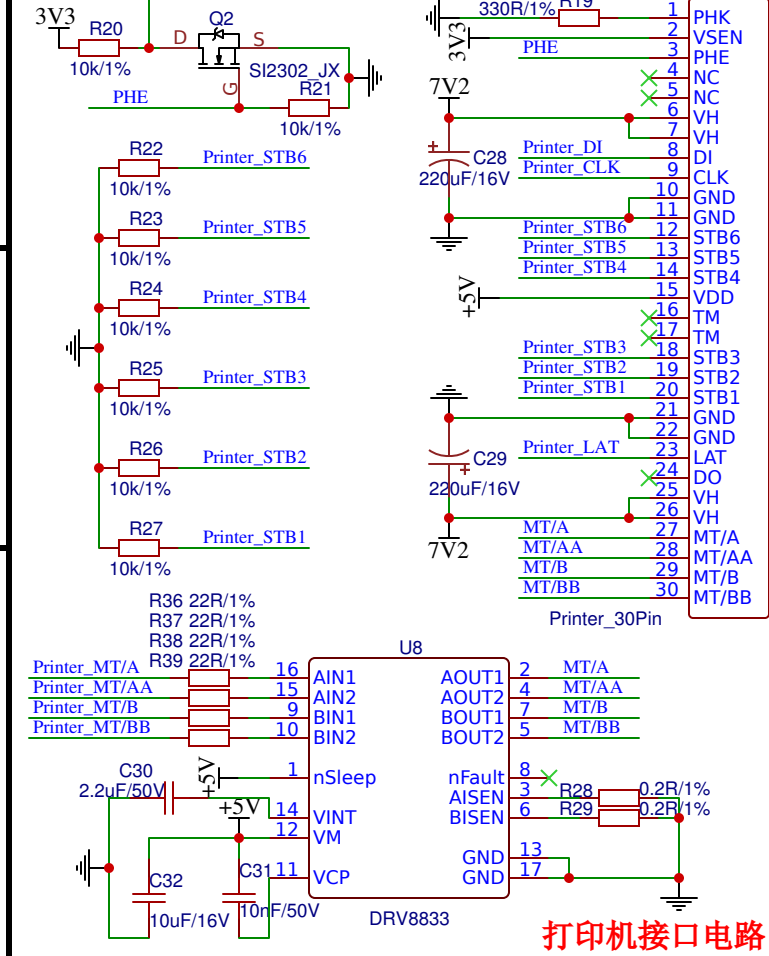 3V3
R20
10k/1%
Q2
D
S
G
SI2302_JX
PHE
R21
10k/1%
R22
10k/1%
Printer_STB6
R23
10k/1%
Printer_STB5
R24
10k/1%
Printer_STB4
R25
10k/1%
Printer_STB3
R26
10k/1%
Printer_STB2
R27
10k/1%
Printer_STB1
330R/1%
R19
3V3
PHE
7V2
+
C28
220uF/16V
Printer_DI
Printer_CLK
Printer_STB6
Printer_STB5
Printer_STB4
+5V
Printer_STB3
Printer_STB2
Printer_STB1
C29
+
220uF/16V
Printer_LAT
7V2
MT/A
MT/AA
MT/B
MT/BB
1 PHK
2 VSEN
3 PHE
4 NC
5 NC
6 VH
7 VH
8 DI
9 CLK
10 GND
11 GND
12 STB6
13 STB5
14 STB4
15 VDD
16 TM
17 TM
18 STB3
19 STB2
20 STB1
21 GND
22 GND
23 LAT
24 DO
25 VH
26 VH
27 MT/A
28 MT/AA
29 MT/B
30 MT/BB
Printer_30Pin
R36 22R/1%
R37 22R/1%
R38 22R/1%
R39 22R/1%
Printer_MT/A
Printer_MT/AA
Printer_MT/B
Printer_MT/BB
U8
16 AIN1
15 AIN2
9 BIN1
10 BIN2
1 nSleep
14 VINT
12 VM
11 VCP
AOUT1 2 MT/A
AOUT2 4 MT/AA
BOUT1 7 MT/B
BOUT2 5 MT/BB
nFault 8
AISEN 3 R28 0.2R/1%
BISEN 6 R29 0.2R/1%
GND 13
GND 17
DRV8833
C30
2.2uF/50V
+5V
+5V
C32
10uF/16V
C31
10nF/50V
打印机接口电路